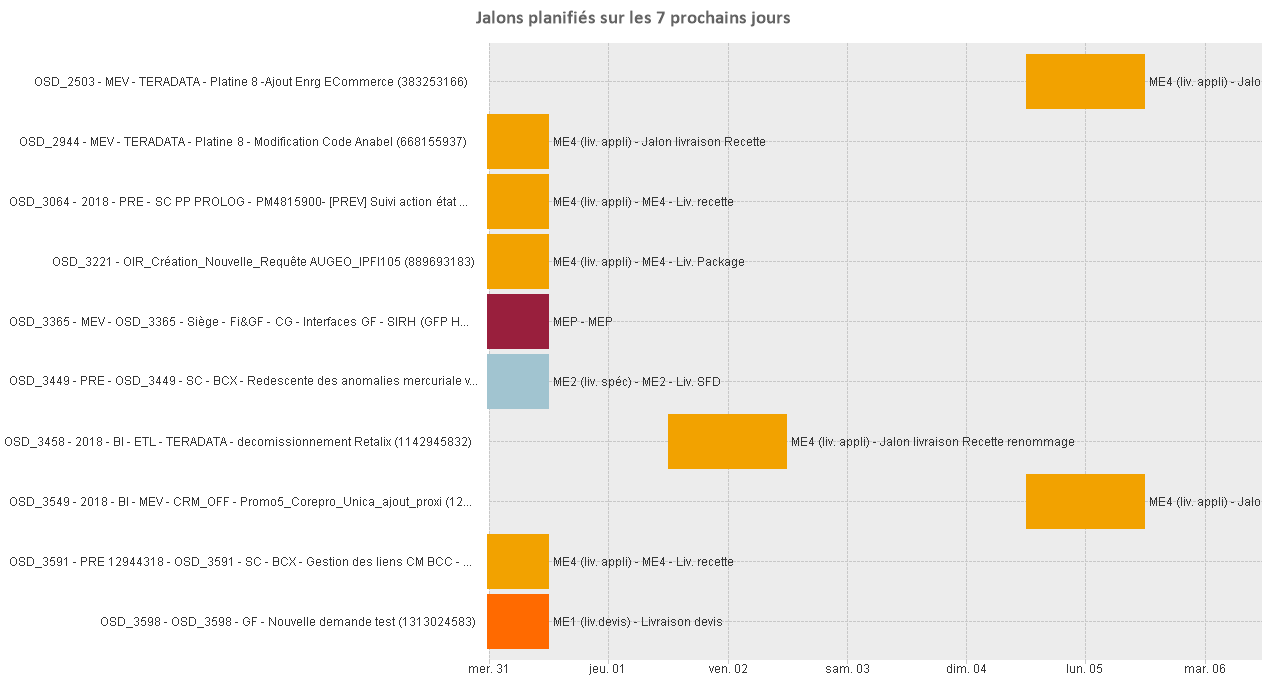 Jalons planifiés sur les 7 prochains jours
OSD_2503 - MEV - TERADATA - Platine 8 -Ajout Enrg ECommerce (383253166)
ME4 (liv. appli) - Jalo
OSD_2944 - MEV - TERADATA - Platine 8 - Modification Code Anabel (668155937)
ME4 (liv. appli) - Jalon livraison Recette
OSD_3064 - 2018 - PRE - SC PP PROLOG - PM4815900- [PREV] Suivi action état ...
ME4 (liv. appli) - ME4 - Liv. recette
OSD_3221 - OIR_Création_Nouvelle_Requête AUGEO_IPFI105 (889693183)
ME4 (liv. appli) - ME4 - Liv. Package
OSD_3365 - MEV - OSD_3365 - Siège - Fi&GF - CG - Interfaces GF - SIRH (GFP H...
MEP - MEP
OSD_3449 - PRE - OSD_3449 - SC - BCX - Redescente des anomalies mercuriale v...
ME2 (liv. spéc) - ME2 - Liv. SFD
OSD_3458 - 2018 - BI - ETL - TERADATA - decomissionnement Retalix (1142945832)
ME4 (liv. appli) - Jalon livraison Recette renommage
OSD_3549 - 2018 - BI - MEV - CRM_OFF - Promo5_Corepro_Unica_ajout_proxi (12...
ME4 (liv. appli) - Jalo
OSD_3591 - PRE 12944318 - OSD_3591 - SC - BCX - Gestion des liens CM BCC - ...
ME4 (liv. appli) - ME4 - Liv. recette
OSD_3598 - OSD_3598 - GF - Nouvelle demande test (1313024583)
ME1 (liv.devis) - Livraison devis
mer. 31 jeu. 01 ven. 02 sam. 03 dim. 04 lun. 05 mar. 06